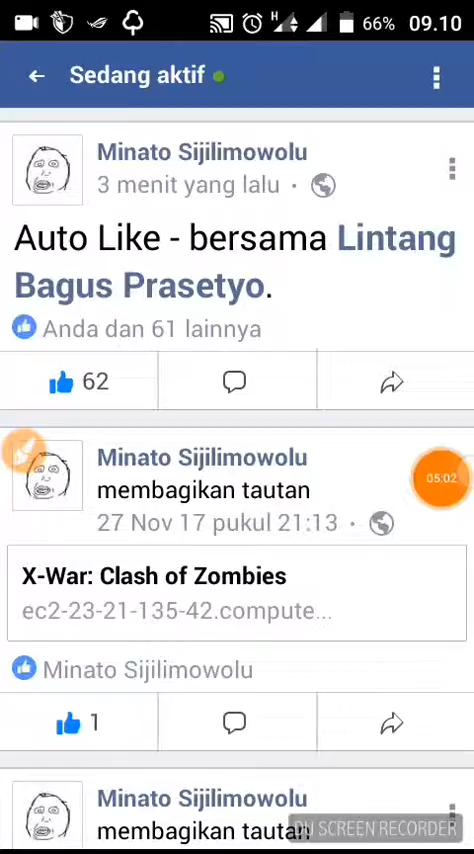 H 66% 09.10
Sedang aktif
Minato Sijilimowolu
3 menit yang lalu ·
Auto Like - bersama Lintang
Bagus Prasetyo.
Anda dan 61 lainnya
62
Minato Sijilimowolu
membagikan tautan
27 Nov 17 pukul 21:13 ·
05:02
X-War: Clash of Zombies
ec2-23-21-135-42.compute...
Minato Sijilimowolu
1
Minato Sijilimowolu
membagikan tautan
DU SCREEN RECORDER